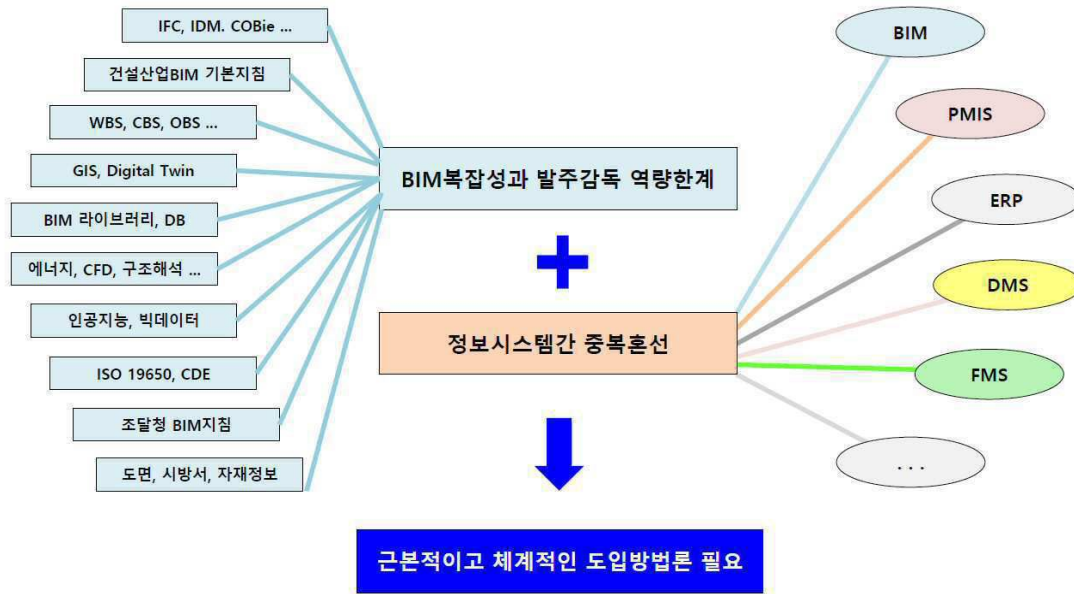 IFC, IDM. COBie ...
건설산업BIM 기본지침
WBS, CBS, OBS ...
GIS, Digital Twin
BIM 라이브러리, DB
에너지, CFD, 구조해석 ...
인공지능, 빅데이터
ISO 19650, CDE
조달청 BIM지침
도면, 시방서, 자재정보
BIM복잡성과 발주감독 역량한계
정보시스템간 중복혼선
BIM
PMIS
ERP
DMS
FMS
...
근본적이고 체계적인 도입방법론 필요